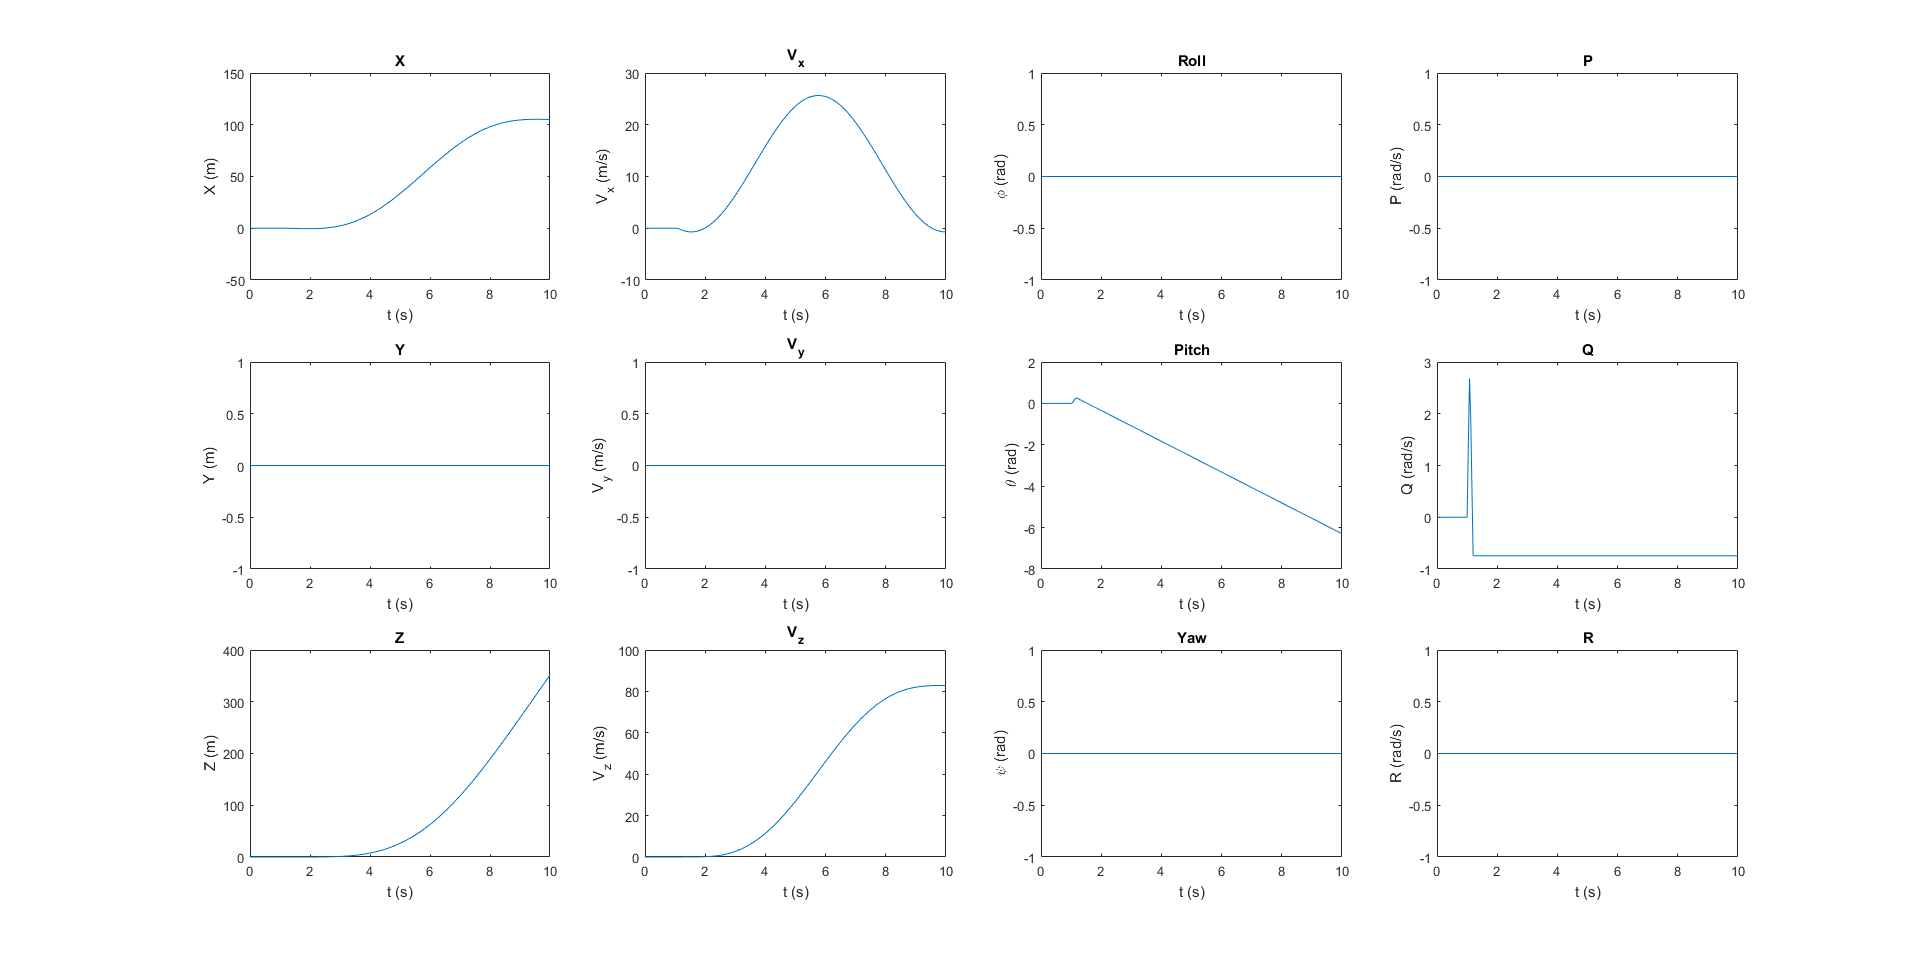 X
150
100
50
0
-50
X (m)
0 2 4 6 8 10
t (s)
V_x
30
20
10
0
-10
V_x (m/s)
0 2 4 6 8 10
t (s)
Roll
1
0.5
0
-0.5
-1
ϕ (rad)
0 2 4 6 8 10
t (s)
P
1
0.5
0
-0.5
-1
P (rad/s)
0 2 4 6 8 10
t (s)
Y
1
0.5
0
-0.5
-1
Y (m)
0 2 4 6 8 10
t (s)
V_y
1
0.5
0
-0.5
-1
V_y (m/s)
0 2 4 6 8 10
t (s)
Pitch
2
0
-2
-4
-6
-8
θ (rad)
0 2 4 6 8 10
t (s)
Q
3
2
1
0
-1
Q (rad/s)
0 2 4 6 8 10
t (s)
Z
400
300
200
100
0
Z (m)
0 2 4 6 8 10
t (s)
V_z
100
80
60
40
20
0
V_z (m/s)
0 2 4 6 8 10
t (s)
Yaw
1
0.5
0
-0.5
-1
ψ (rad)
0 2 4 6 8 10
t (s)
R
1
0.5
0
-0.5
-1
R (rad/s)
0 2 4 6 8 10
t (s)